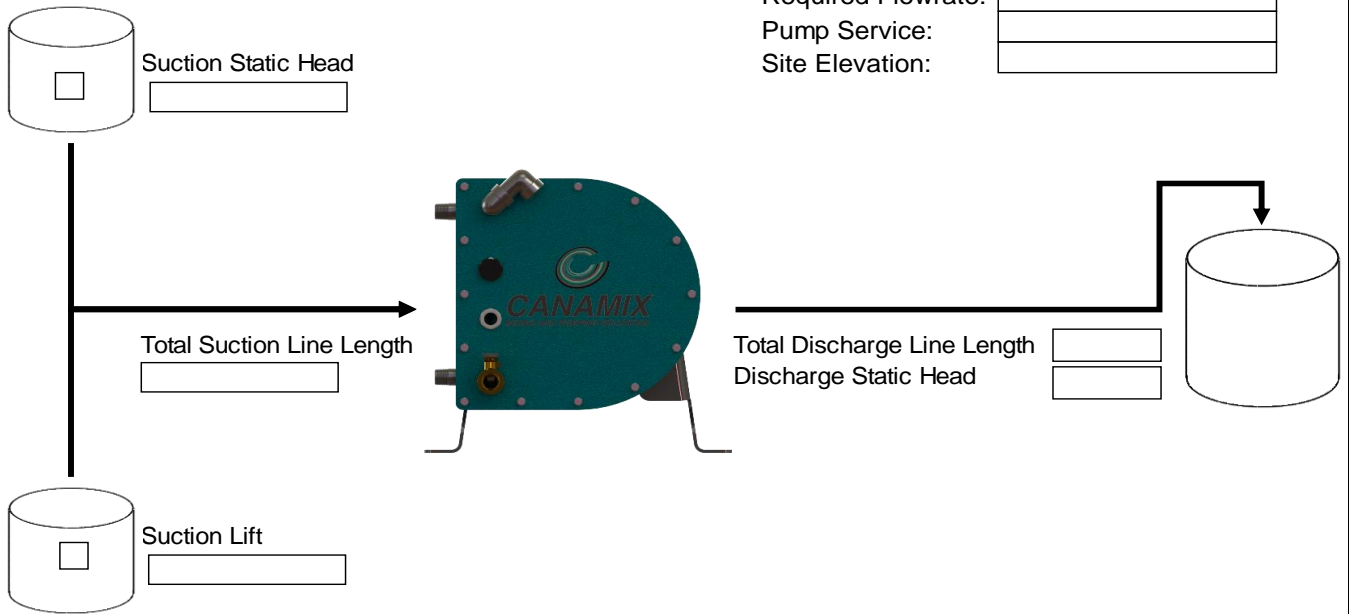 Required Flowrate:
Pump Service:
Site Elevation:
Suction Static Head
CANAMIX
Total Suction Line Length
Total Discharge Line Length
Discharge Static Head
Suction Lift